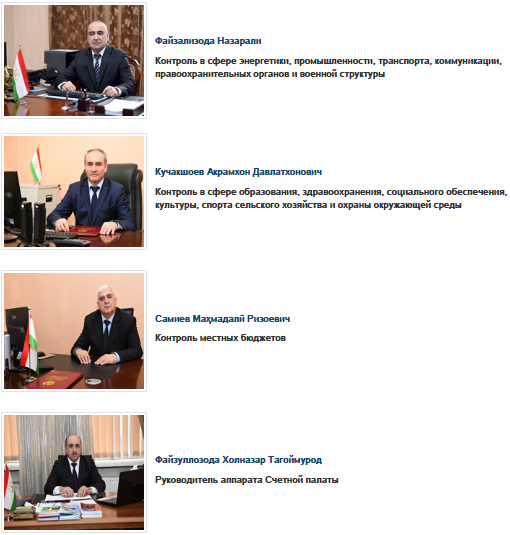 Файзализода Назарали
Контроль в сфере энергетики, промышленности, транспорта, коммуникации,
правоохранительных органов и военной структуры
Кучакшоев Акрамхон Давлатхонович
Контроль в сфере образования, здравоохранения, социального обеспечения,
культуры, спорта сельского хозяйства и охраны окружающей среды
Самиев Маҳмадалӣ Ризоевич
Контроль местных бюджетов
Файзуллозода Холназар Тагоймурод
Руководитель аппарата Счетной палаты